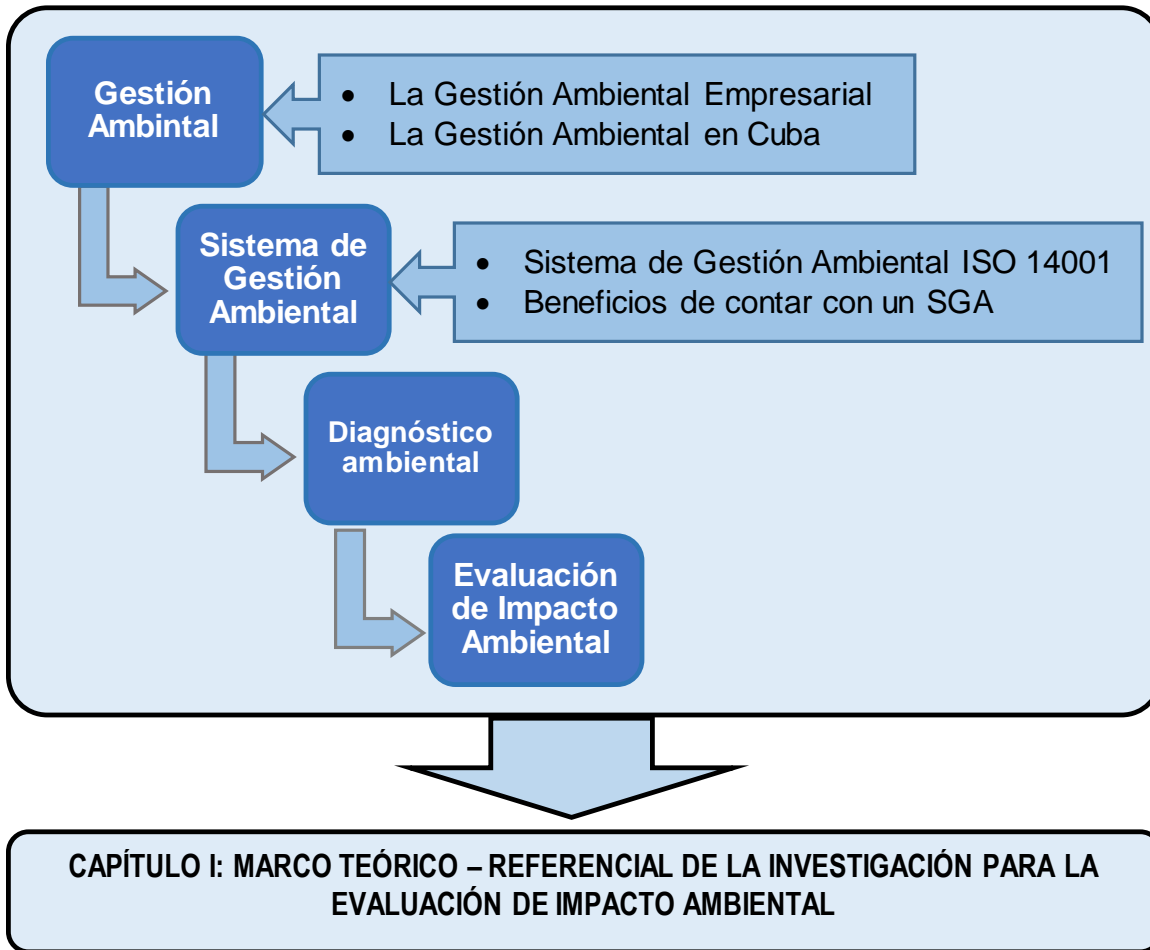 Gestión
Ambintal
• La Gestión Ambiental Empresarial
• La Gestión Ambiental en Cuba
Sistema de
Gestión
Ambiental
• Sistema de Gestión Ambiental ISO 14001
• Beneficios de contar con un SGA
Diagnóstico
ambiental
Evaluación
de Impacto
Ambiental
CAPÍTULO I: MARCO TEÓRICO – REFERENCIAL DE LA INVESTIGACIÓN PARA LA
EVALUACIÓN DE IMPACTO AMBIENTAL